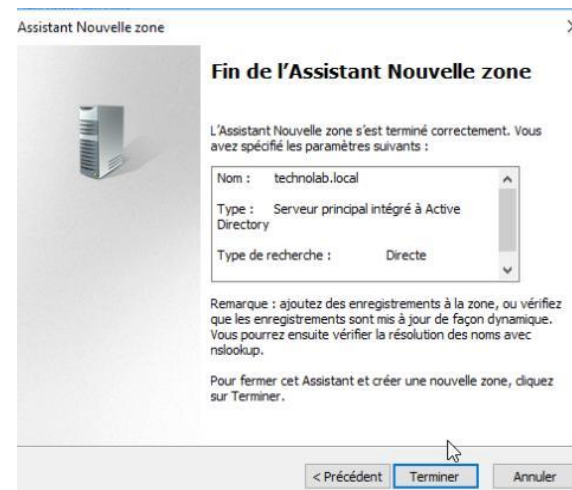 Assistant Nouvelle zone
Fin de l'Assistant Nouvelle zone
L'Assistant Nouvelle zone s'est terminé correctement. Vous
avez spécifié les paramètres suivants :
Nom : technolab.local
Type : Serveur principal intégré à Active
Directory
Type de recherche : Directe
Remarque : ajoutez des enregistrements à la zone, ou vérifiez
que les enregistrements sont mis à jour de façon dynamique.
Vous pourrez ensuite vérifier la résolution des noms avec
nslookup.
Pour fermer cet Assistant et créer une nouvelle zone, cliquez
sur Terminer.
< Précédent Terminer Annuler